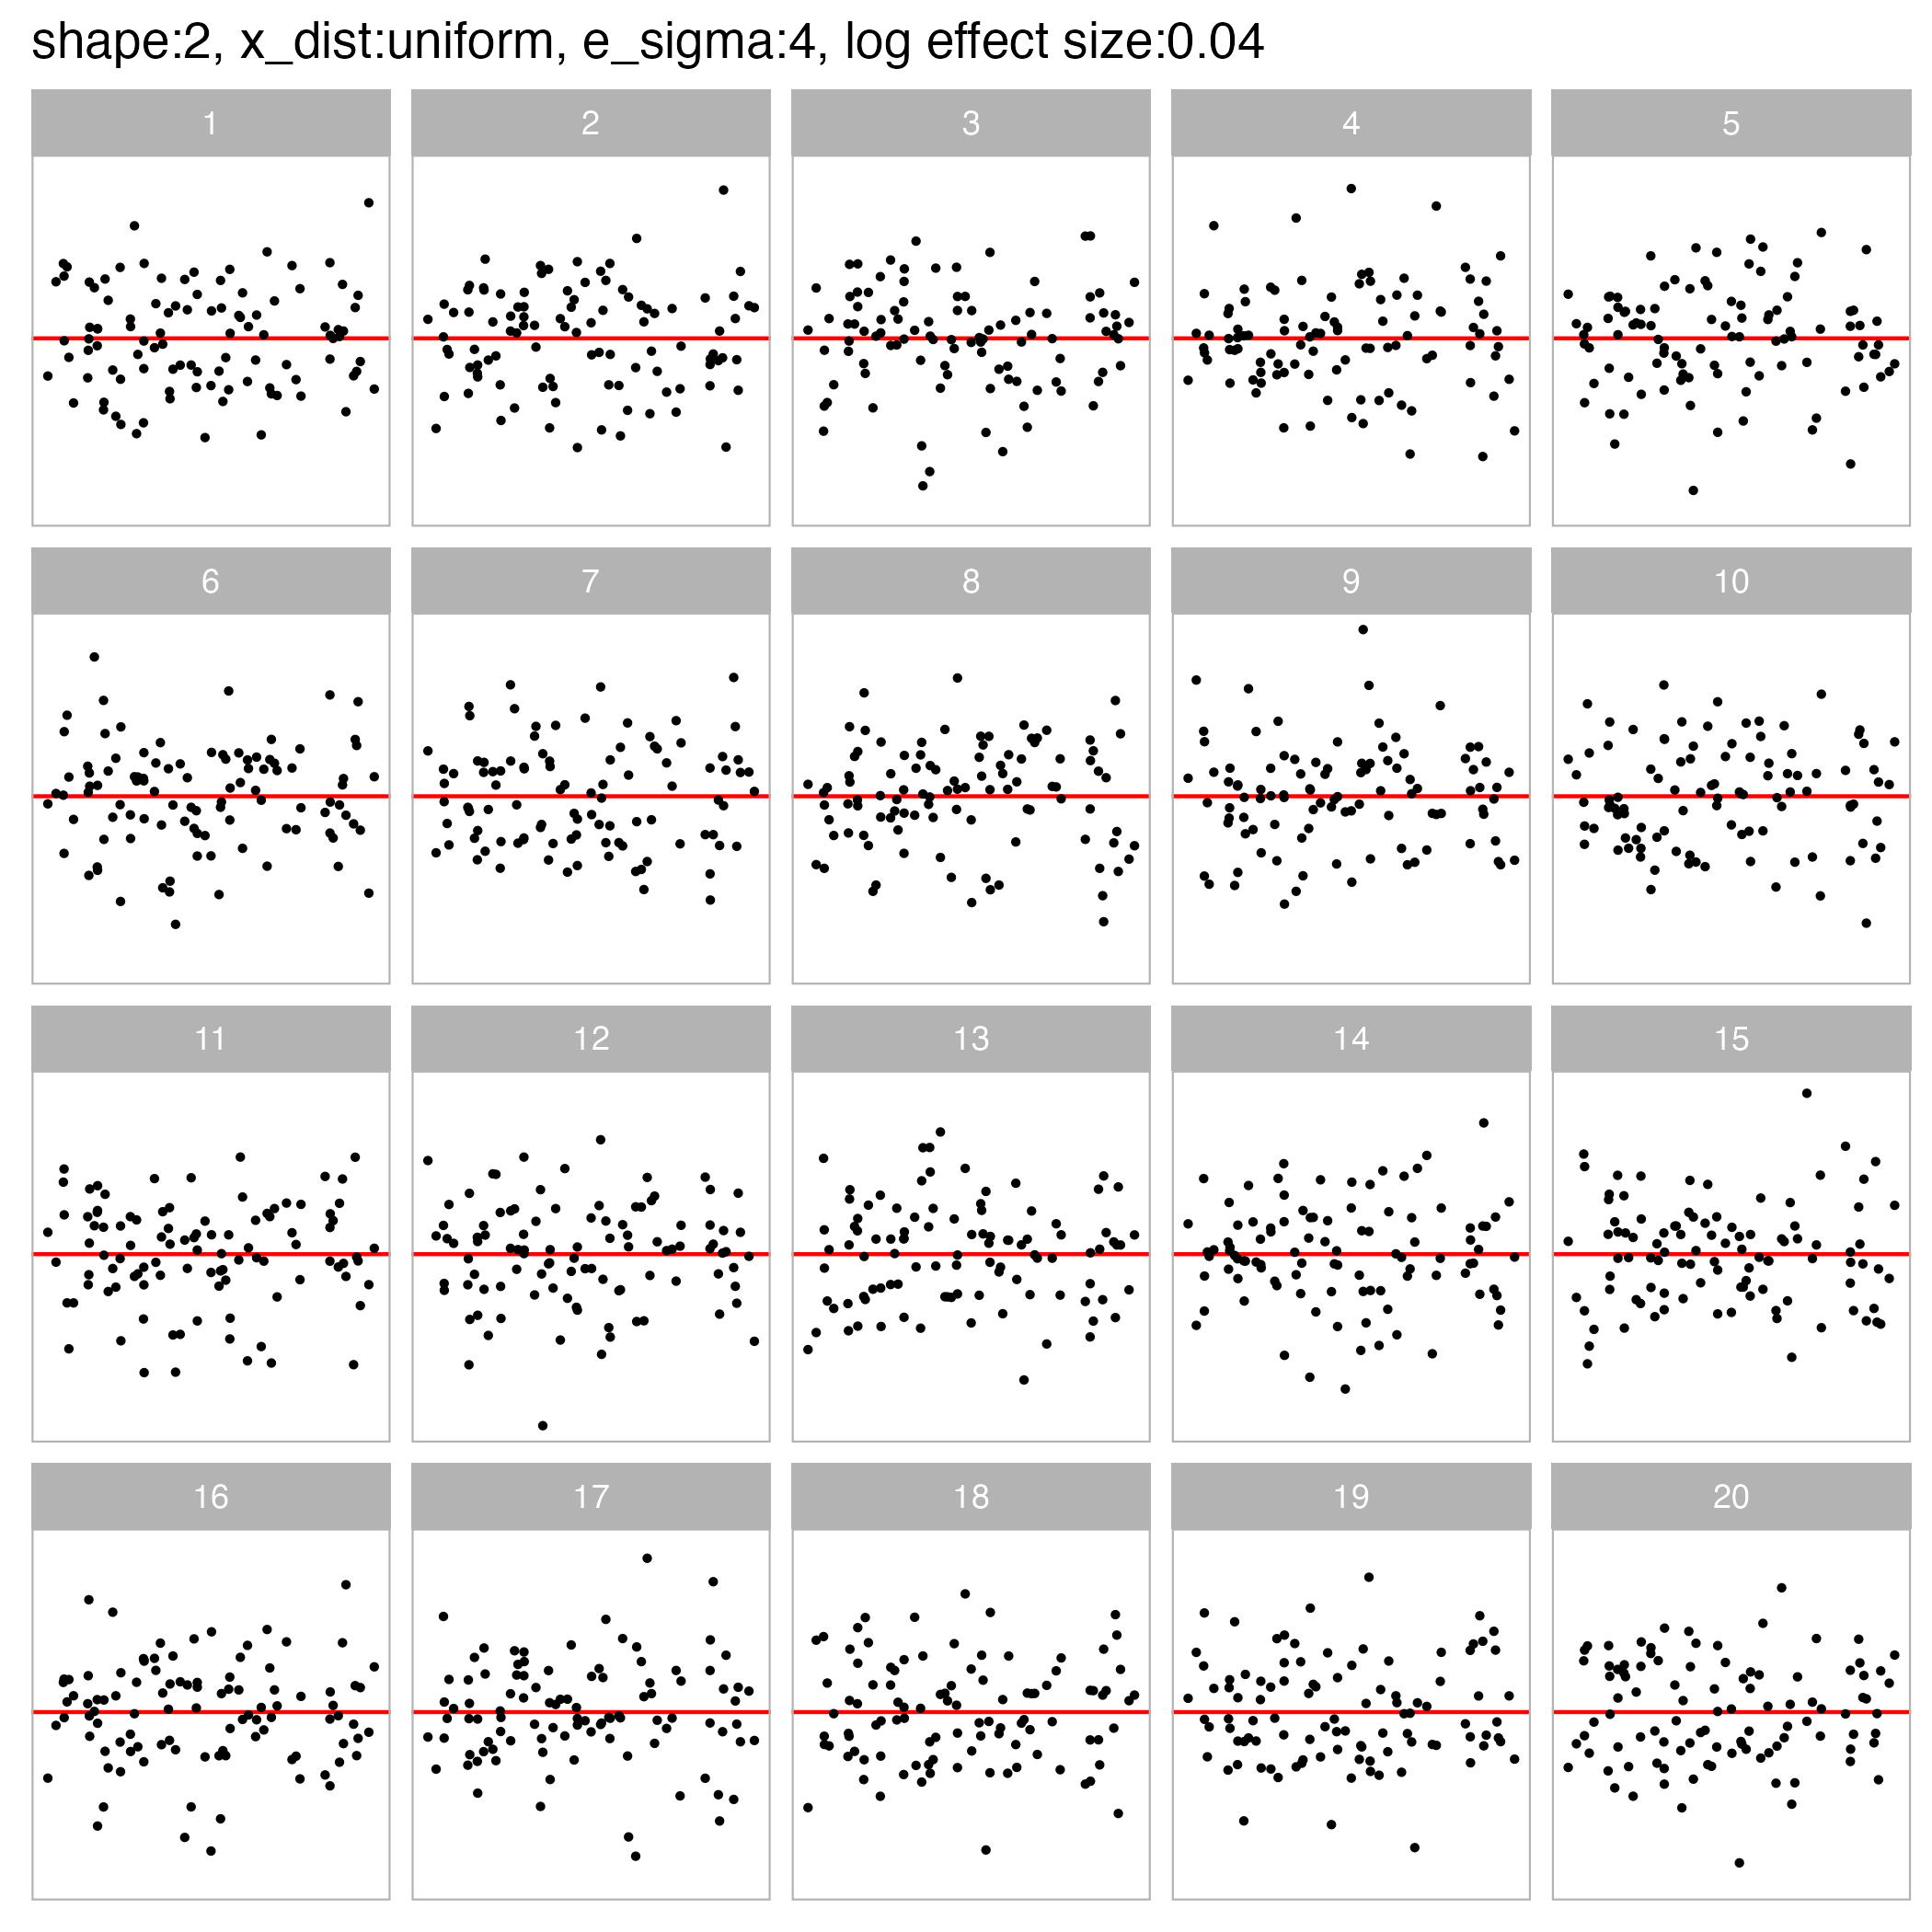 shape:2, x_dist:uniform, e_sigma:4, log effect size:0.04
1 2 3 4 5
6 7 8 9 10
11 12 13 14 15
16 17 18 19 20